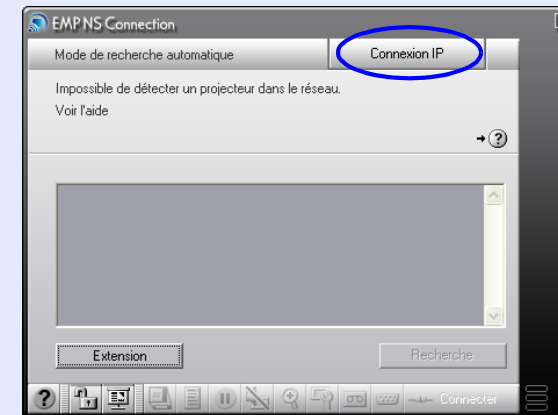 EMP NS Connection
Mode de recherche automatique
Connexion IP
Impossible de détecter un projecteur dans le réseau.
Voir l'aide
Extension
Recherche
Connecter